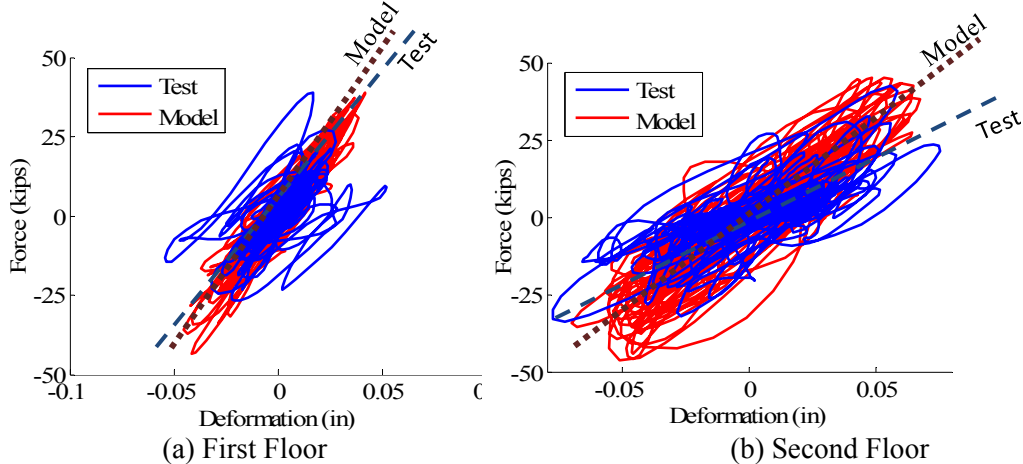 Model
Test
50
25
0
-25
-50
Test
Model
Force (kips)
-0.1
-0.05
0
0.05
Deformation (in)
(a) First Floor
Model
Test
50
25
0
-25
-50
Test
Model
Force (kips)
-0.05
0
0.05
Deformation (in)
(b) Second Floor